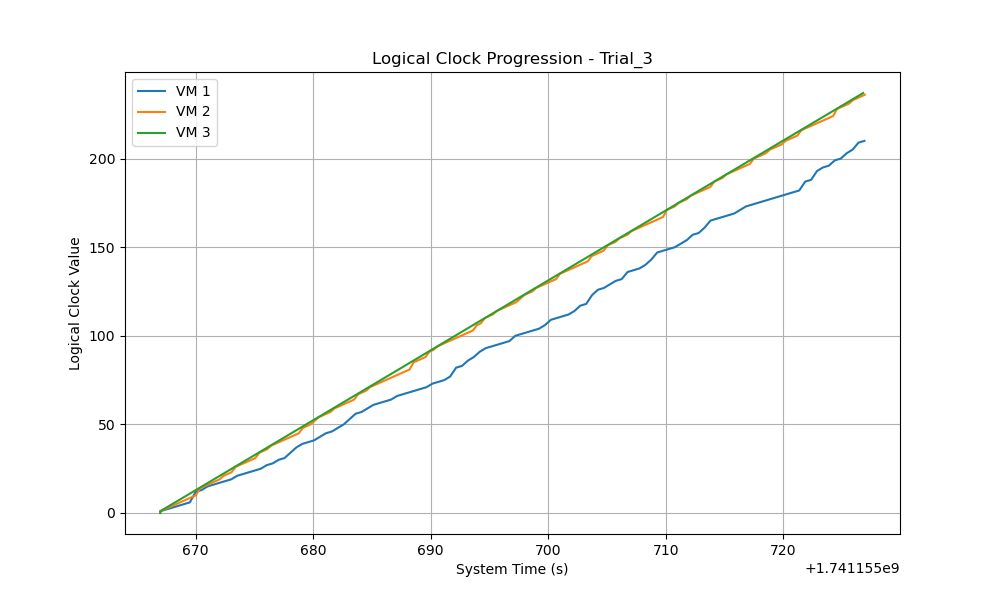 Logical Clock Progression - Trial_3
VM 1
VM 2
VM 3
Logical Clock Value
200
150
100
50
0
670 680 690 700 710 720
System Time (s)
+1.741155e9